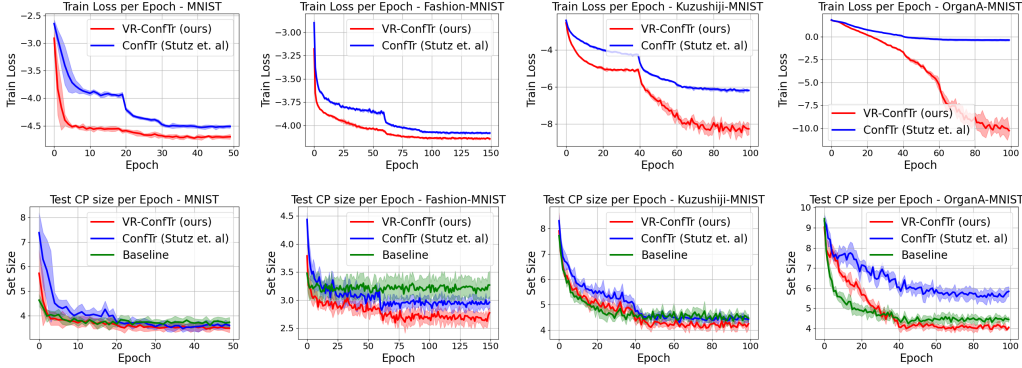 Train Loss per Epoch - MNIST
Train Loss
−2.5
−3.0
−3.5
−4.0
−4.5
VR-ConfTr (ours)
ConfTr (Stutz et. al)
0 10 20 30 40 50
Epoch
Train Loss per Epoch - Fashion-MNIST
Train Loss
−3.00
−3.25
−3.50
−3.75
−4.00
VR-ConfTr (ours)
ConfTr (Stutz et. al)
0 25 50 75 100 125 150
Epoch
Train Loss per Epoch - Kuzushiji-MNIST
Train Loss
−4
−6
−8
VR-ConfTr (ours)
ConfTr (Stutz et. al)
0 20 40 60 80 100
Epoch
Train Loss per Epoch - OrganA-MNIST
Train Loss
0.0
−2.5
−5.0
−7.5
−10.0
VR-ConfTr (ours)
ConfTr (Stutz et. al)
0 20 40 60 80 100
Epoch
Test CP size per Epoch - MNIST
Set Size
8
7
6
5
4
VR-ConfTr (ours)
ConfTr (Stutz et. al)
Baseline
0 10 20 30 40 50
Epoch
Test CP size per Epoch - Fashion-MNIST
Set Size
4.5
4.0
3.5
3.0
2.5
VR-ConfTr (ours)
ConfTr (Stutz et. al)
Baseline
0 25 50 75 100 125 150
Epoch
Test CP size per Epoch - Kuzushiji-MNIST
Set Size
8
7
6
5
4
VR-ConfTr (ours)
ConfTr (Stutz et. al)
Baseline
0 20 40 60 80 100
Epoch
Test CP size per Epoch - OrganA-MNIST
Set Size
10
9
8
7
6
5
4
VR-ConfTr (ours)
ConfTr (Stutz et. al)
Baseline
0 20 40 60 80 100
Epoch